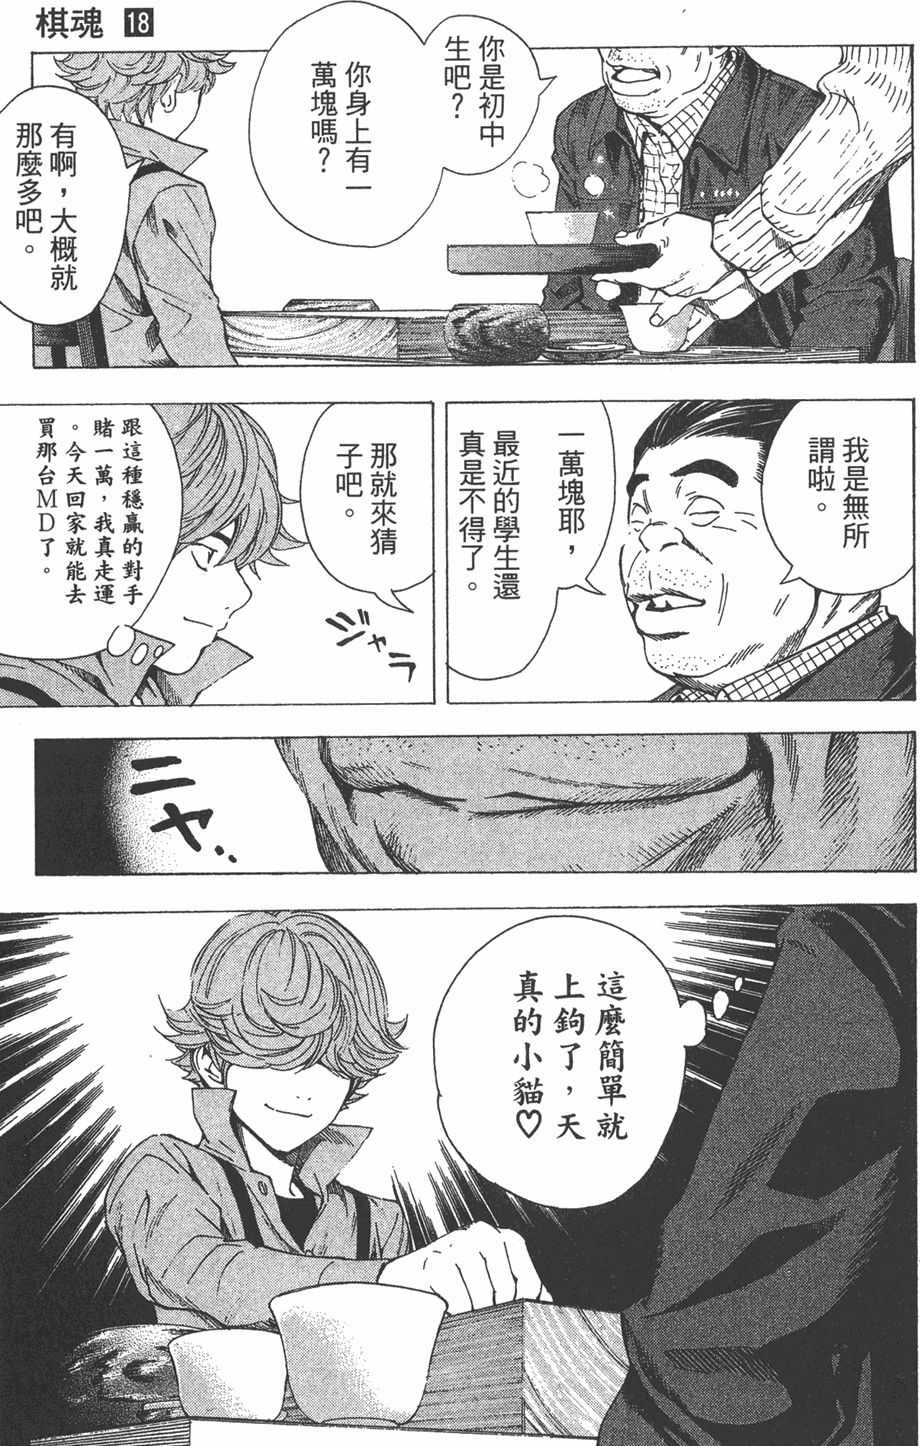 棋魂 18
你是初中
生吧？
你身上有一
萬塊嗎？
有啊，大概就
那麼多吧。
我是無所
謂啦。
一萬塊耶，
最近的學生還
真是不得了。
那就來猜
子吧。
ジャラ
跟這種穩贏的對手
賭一萬，我真走運
。今天回家就能去
買那台MD了。
ニヤ‥
這麼簡單就
上鉤了，天
真的小貓♡